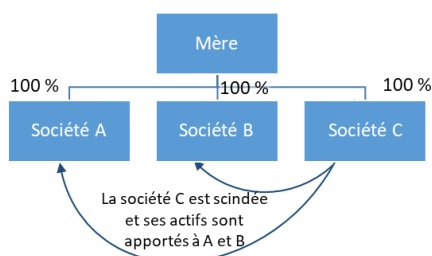 Mère
100 %
100 %
100 %
Société A
Société B
Société C
La société C est scindée
et ses actifs sont
apportés à A et B